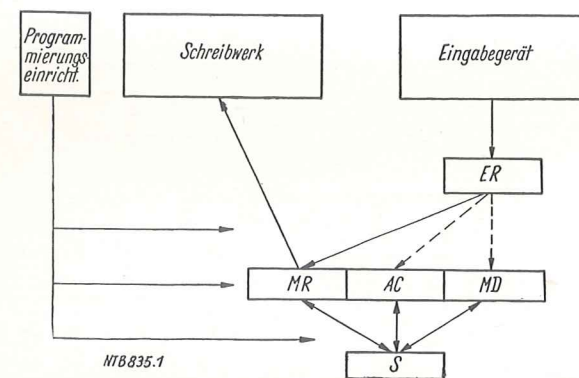 Program-
mierungs-
einricht.
Schreibwerk
Eingabegerät
ER
MR
AC
MD
S
NTB835.1